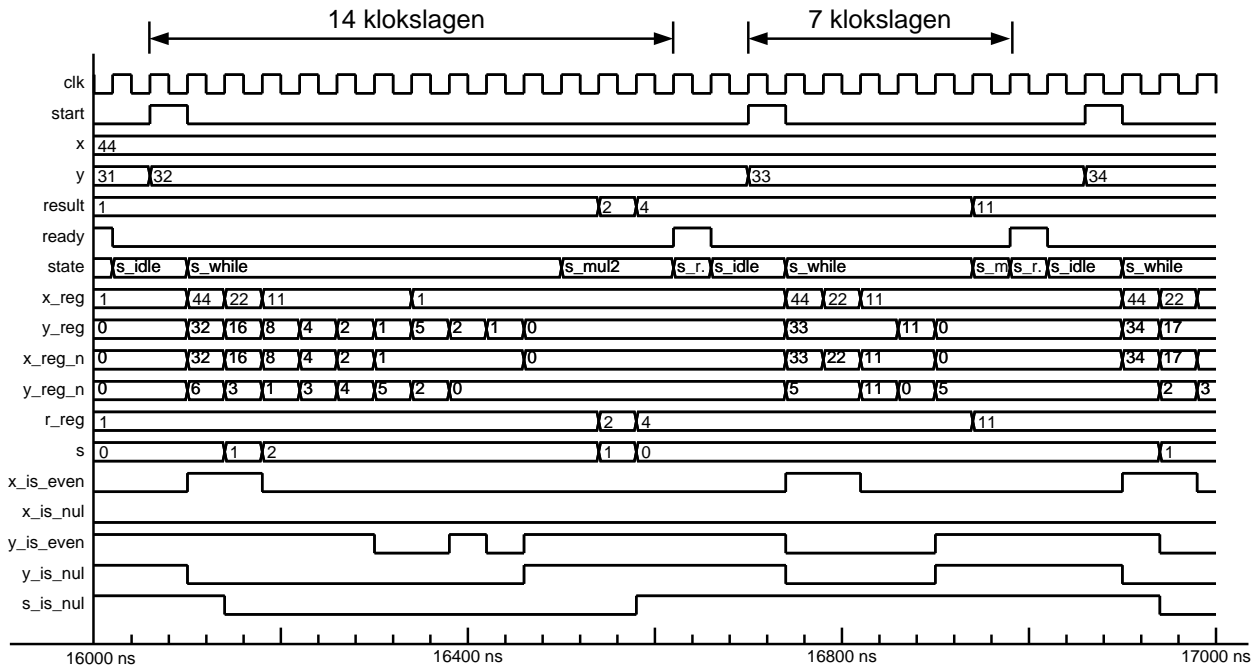 14 klokslagen 7 klokslagen
clk
start
x 44
y 31 32 33 34
result 1 2 4 11
ready
state s_idle s_while s_mul2 s_r. s_idle s_while s_m s_r. s_idle s_while
x_reg 1 44 22 11 1 44 22 11 44 22
y_reg 0 32 16 8 4 2 1 5 2 1 0 33 11 0 34 17
x_reg_n 0 32 16 8 4 2 1 0 33 22 11 0 34 17
y_reg_n 0 6 3 1 3 4 5 2 0 5 11 0 5 2 3
r_reg 1 2 4 11
s 0 1 2 1 0 1
x_is_even
x_is_nul
y_is_even
y_is_nul
s_is_nul
16000 ns 16400 ns 16800 ns 17000 ns